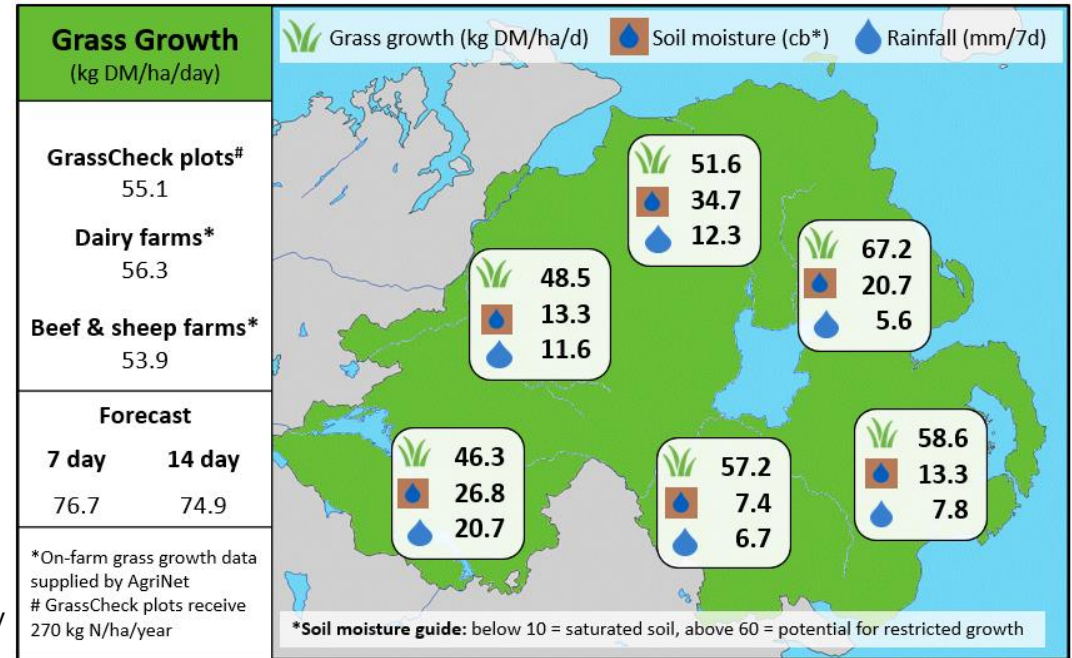 Grass Growth
(kg DM/ha/day)
GrassCheck plots#
55.1
Dairy farms*
56.3
Beef & sheep farms*
53.9
Forecast
7 day 14 day
76.7 74.9
*On-farm grass growth data
supplied by AgriNet
# GrassCheck plots receive
270 kg N/ha/year
Grass growth (kg DM/ha/d) Soil moisture (cb*) Rainfall (mm/7d)
51.6
34.7
12.3
67.2
20.7
5.6
48.5
13.3
11.6
46.3
26.8
20.7
57.2
7.4
6.7
58.6
13.3
7.8
*Soil moisture guide: below 10 = saturated soil, above 60 = potential for restricted growth